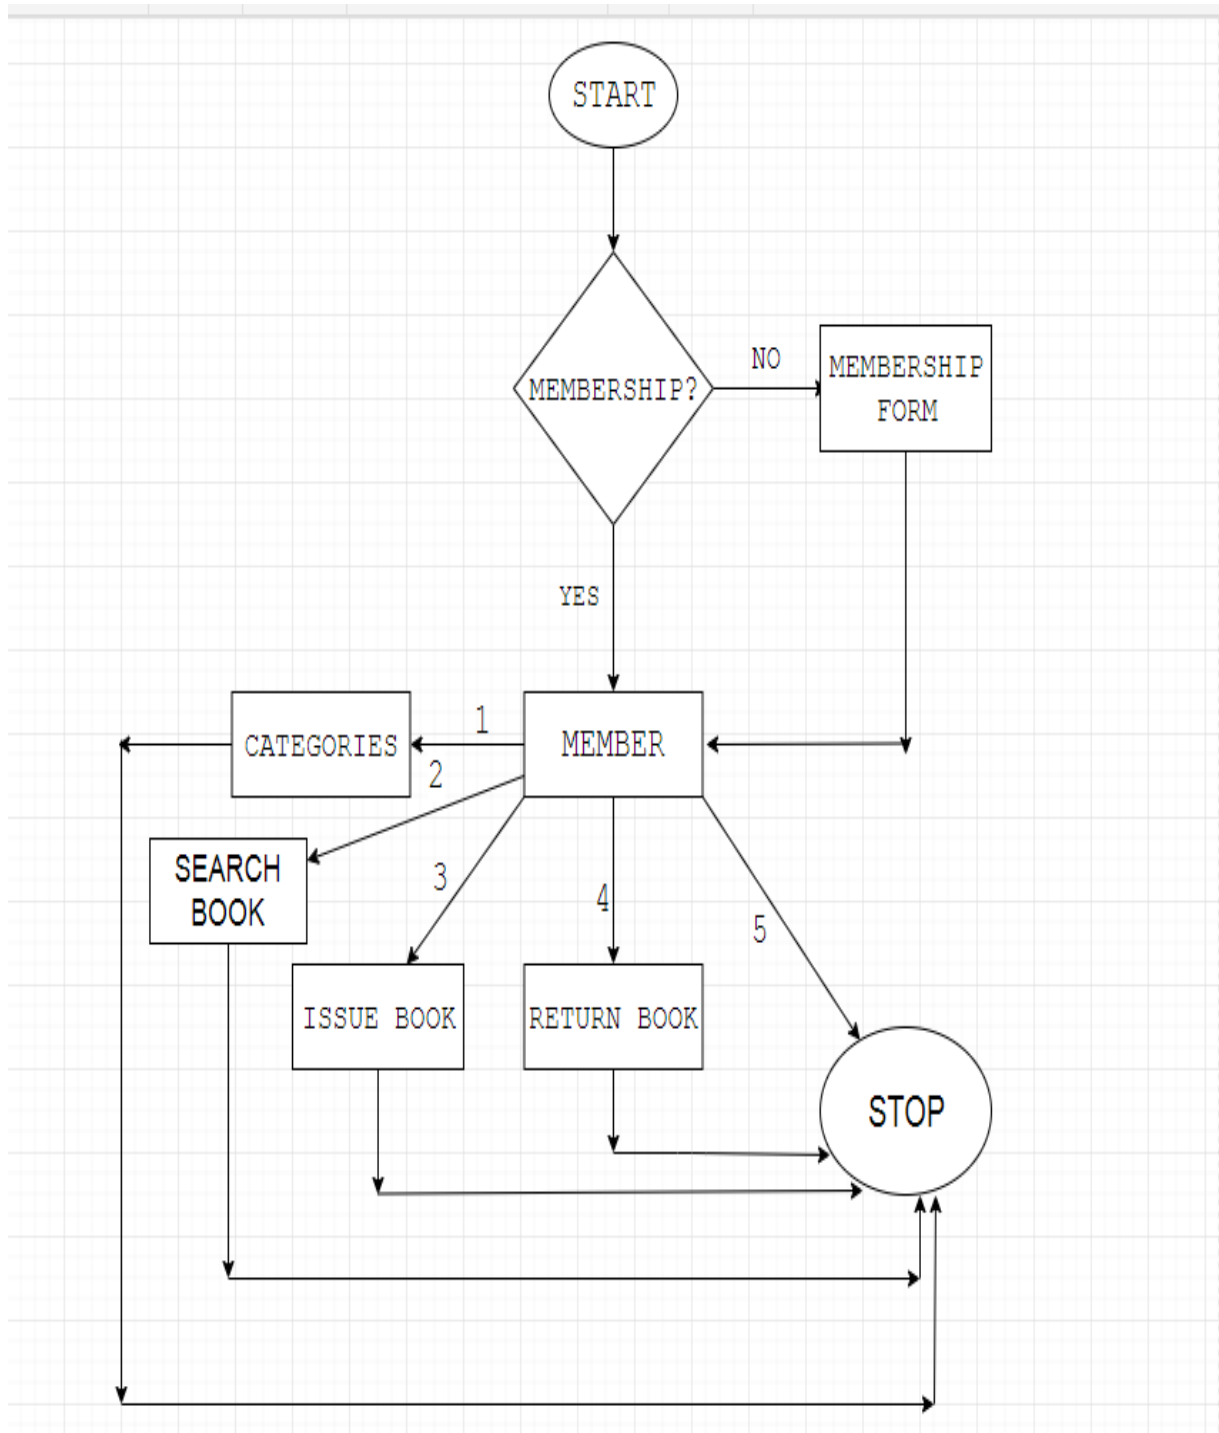 START
MEMBERSHIP?
NO
MEMBERSHIP
FORM
YES
CATEGORIES
1
MEMBER
2
SEARCH
BOOK
3
4
5
ISSUE BOOK
RETURN BOOK
STOP